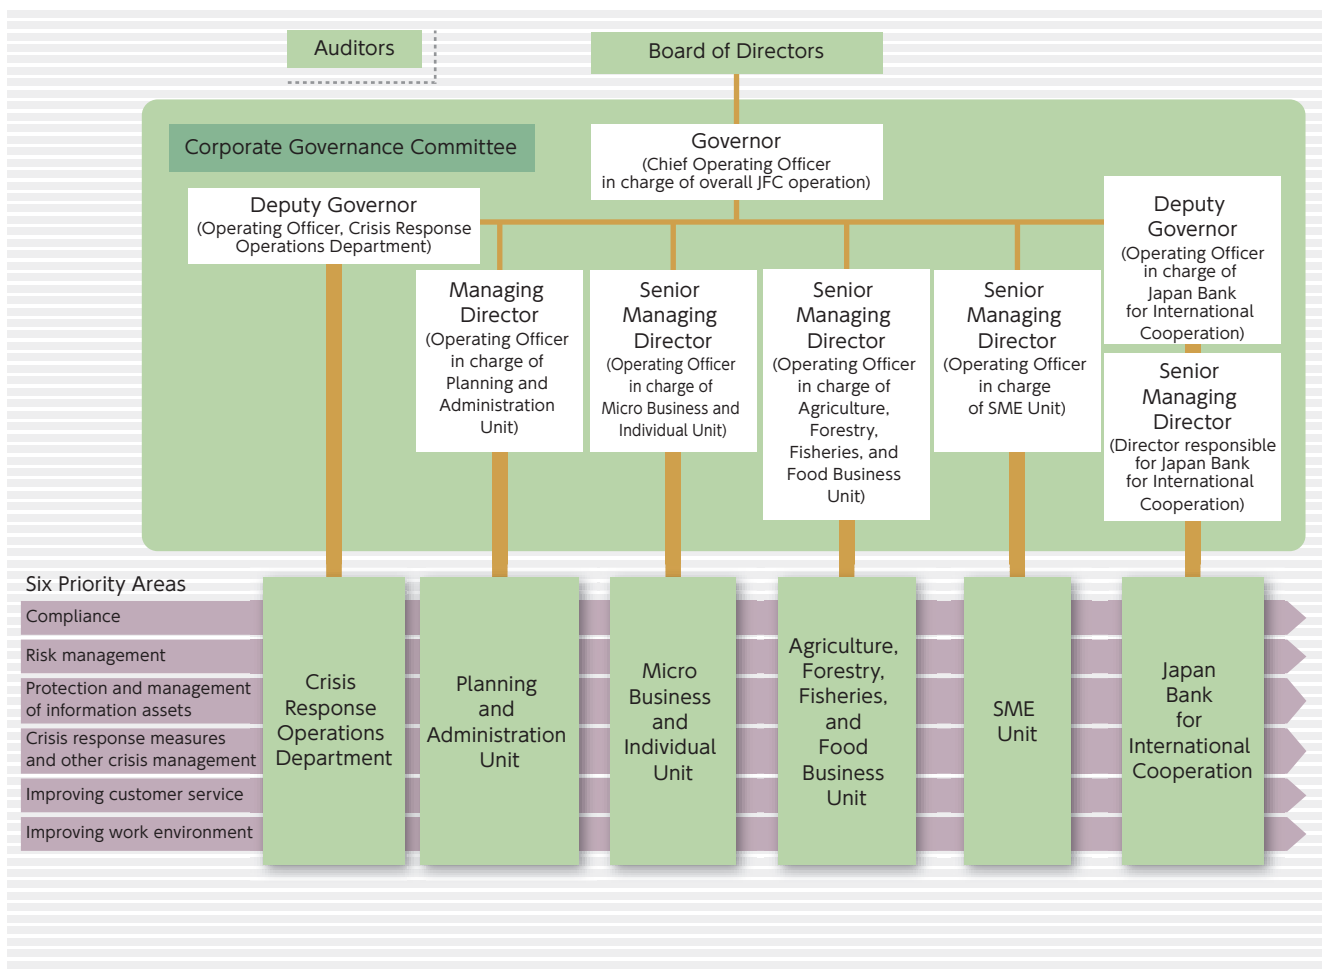 Auditors
Board of Directors
Corporate Governance Committee
Governor
(Chief Operating Officer
in charge of overall JFC operation)
Deputy Governor
(Operating Officer, Crisis Response
Operations Department)
Managing
Director
(Operating Officer
in charge of
Planning and
Administration
Unit)
Senior
Managing
Director
(Operating Officer
in charge of
Micro Business and
Individual Unit)
Senior
Managing
Director
(Operating Officer
in charge of
Agriculture,
Forestry,
Fisheries, and
Food Business
Unit)
Senior
Managing
Director
(Operating Officer
in charge
of SME Unit)
Deputy
Governor
(Operating Officer
in charge of
Japan Bank
for International
Cooperation)
Senior
Managing
Director
(Director responsible
for Japan Bank
for International
Cooperation)
Six Priority Areas
Compliance
Risk management
Protection and management
of information assets
Crisis response measures
and other crisis management
Improving customer service
Improving work environment
Crisis
Response
Operations
Department
Planning
and
Administration
Unit
Micro
Business
and
Individual
Unit
Agriculture,
Forestry,
Fisheries,
and
Food
Business
Unit
SME
Unit
Japan
Bank
for
International
Cooperation